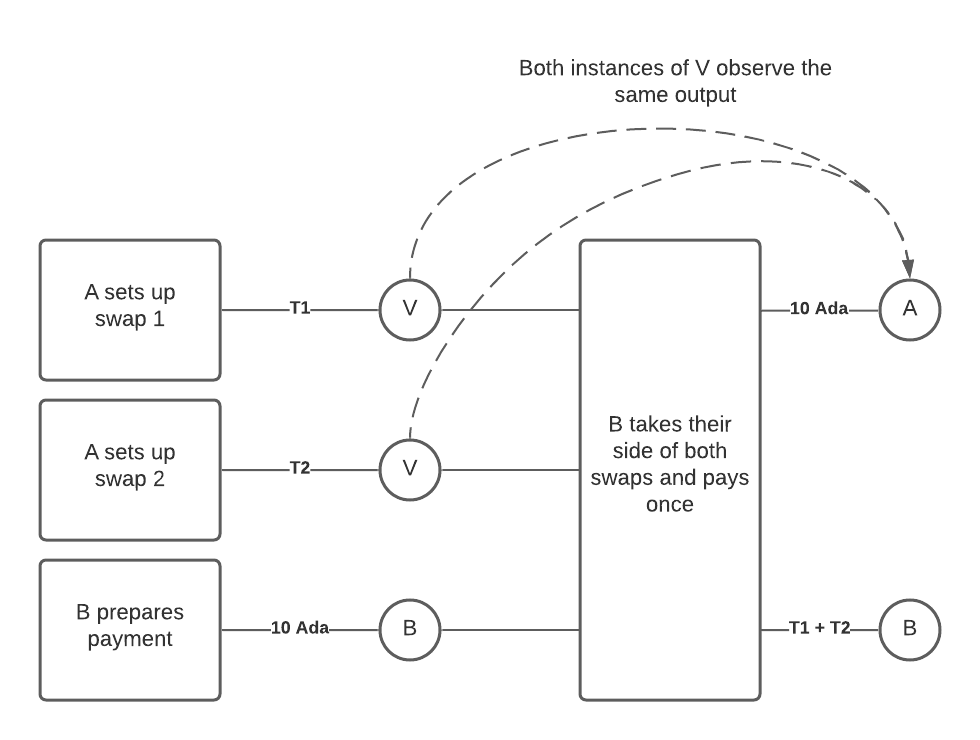 Both instances of V observe the
same output
A sets up
swap 1
T1
V
10 Ada
A
A sets up
swap 2
T2
V
B takes their
side of both
swaps and pays
once
B prepares
payment
10 Ada
B
T1 + T2
B